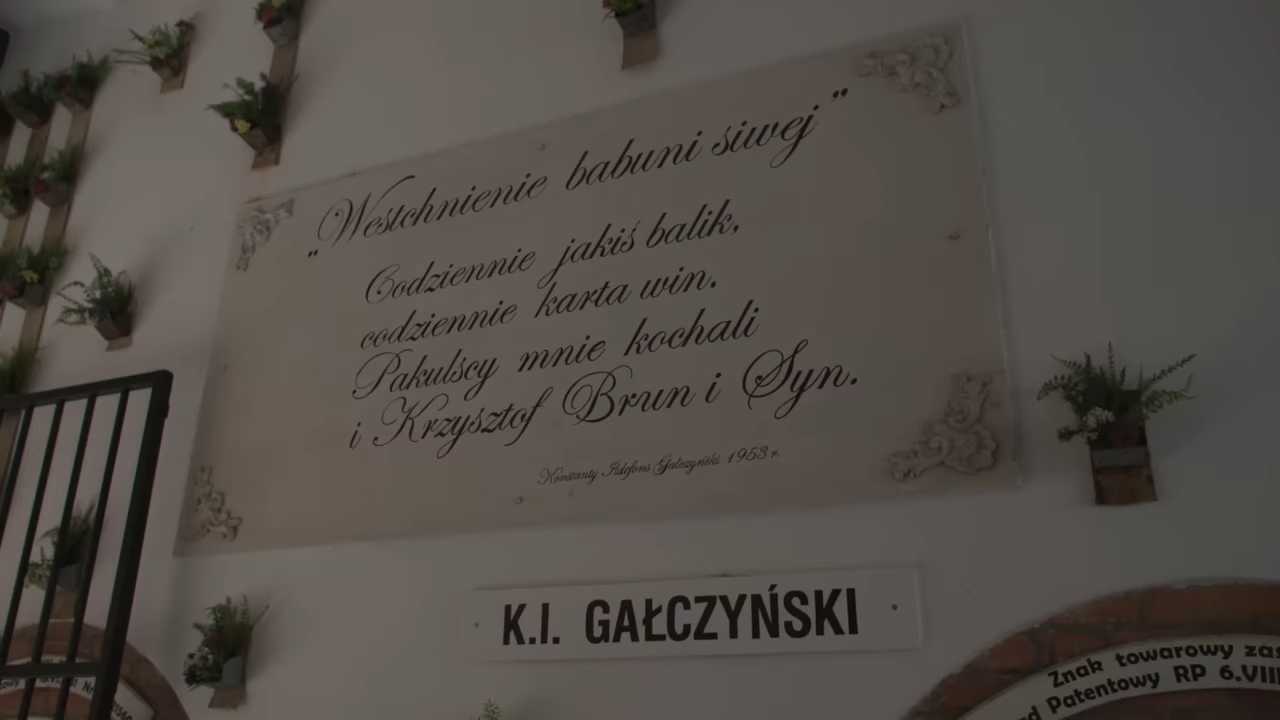 „Westchnienie babuni siwej”
Codziennie jakiś balik,
codziennie karta win.
Pakulscy mnie kochali
i Krzysztof Brun i Syn.
Konstanty Ildefons Gałczyński 1953 r.
K.I. GAŁCZYŃSKI
Znak towarowy
Patentowy RP 6.VIII